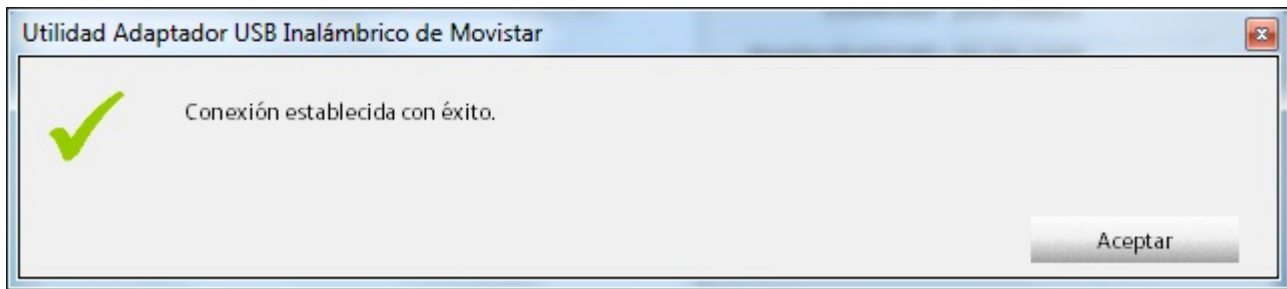 Utilidad Adaptador USB Inalámbrico de Movistar
Conexión establecida con éxito.
Aceptar